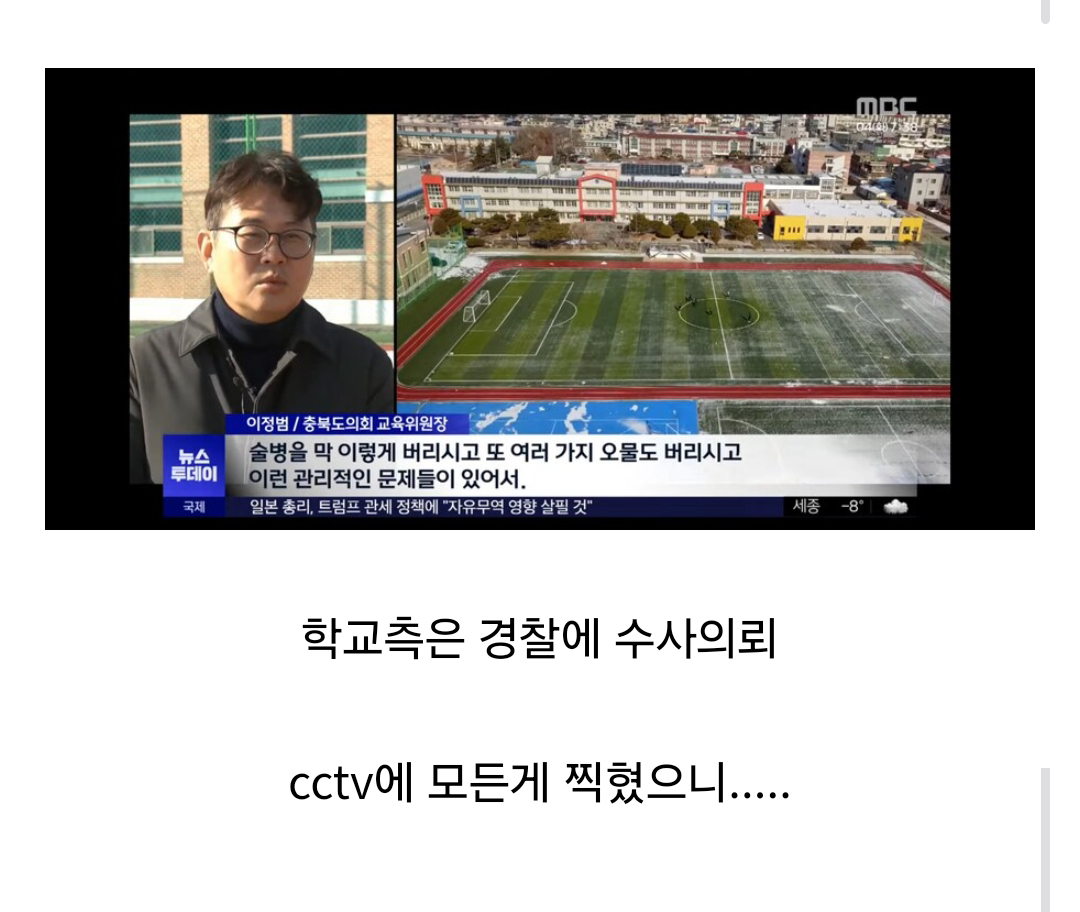 MBC
04(화) 7:38
이정범 / 충북도의회 교육위원장
뉴스
투데이
술병을 막 이렇게 버리시고 또 여러 가지 오물도 버리시고
이런 관리적인 문제들이 있어서.
국제
일본 총리, 트럼프 관세 정책에 "자유무역 영향 살필 것"
세종 -8°
학교측은 경찰에 수사의뢰
cctv에 모든게 찍혔으니.....